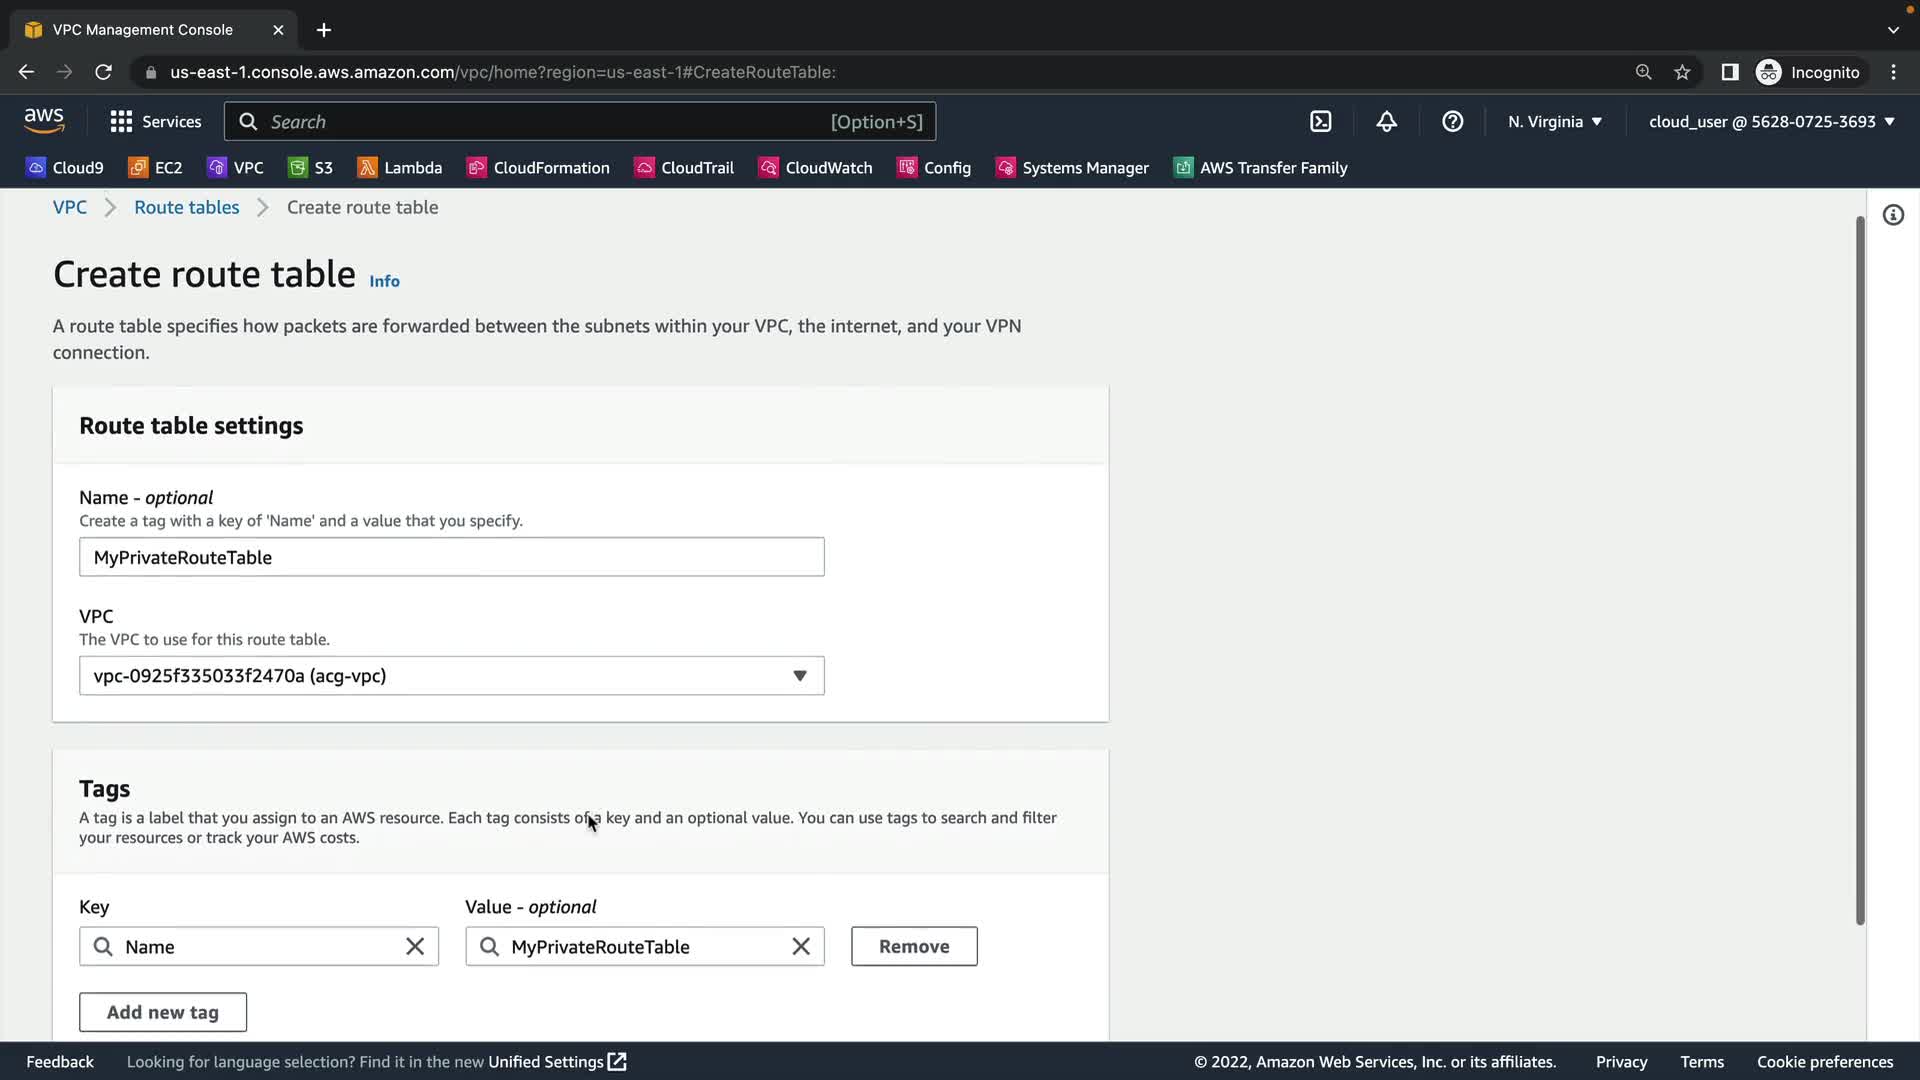 VPC Management Console
us-east-1.console.aws.amazon.com/vpc/home?region=us-east-1#CreateRouteTable:
Incognito
aws
Services
Search
[Option+S]
N. Virginia
cloud_user @ 5628-0725-3693
Cloud9
EC2
VPC
S3
Lambda
CloudFormation
CloudTrail
CloudWatch
Config
Systems Manager
AWS Transfer Family
VPC
Route tables
Create route table
Create route table
Info
A route table specifies how packets are forwarded between the subnets within your VPC, the internet, and your VPN
connection.
Route table settings
Name - optional
Create a tag with a key of 'Name' and a value that you specify.
MyPrivateRouteTable
VPC
The VPC to use for this route table.
vpc-0925f335033f2470a (acg-vpc)
Tags
A tag is a label that you assign to an AWS resource. Each tag consists of a key and an optional value. You can use tags to search and filter
your resources or track your AWS costs.
Key
Value - optional
Name
MyPrivateRouteTable
Remove
Add new tag
Feedback
Looking for language selection? Find it in the new Unified Settings
© 2022, Amazon Web Services, Inc. or its affiliates.
Privacy
Terms
Cookie preferences